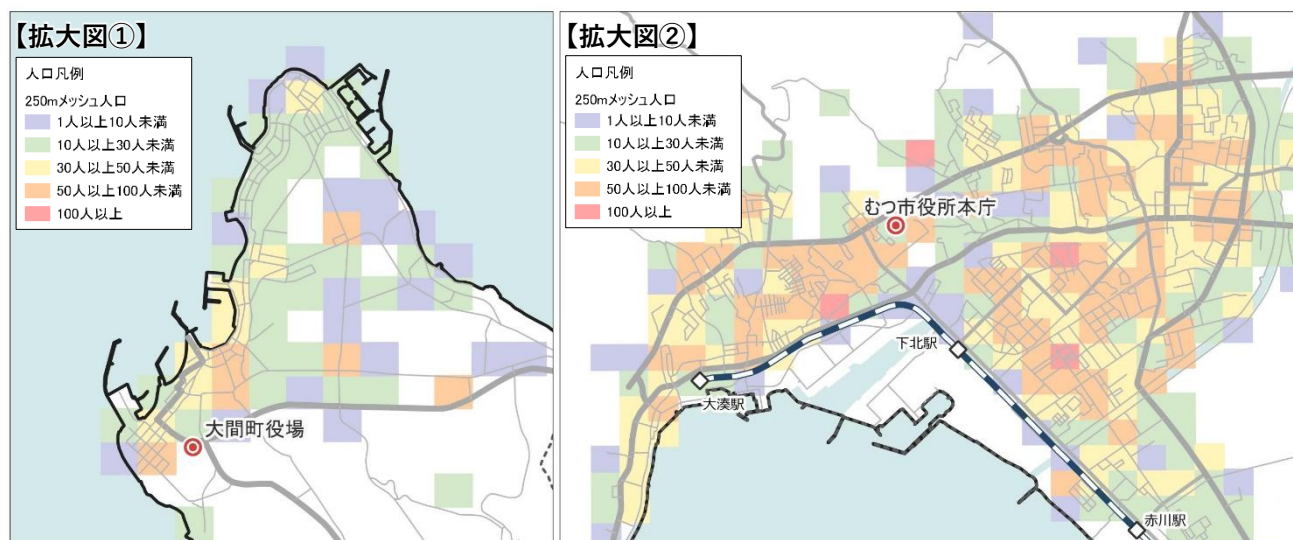 【拡大図①】
人口凡例
250mメッシュ人口
1人以上10人未満
10人以上30人未満
30人以上50人未満
50人以上100人未満
100人以上
大間町役場
【拡大図②】
人口凡例
250mメッシュ人口
1人以上10人未満
10人以上30人未満
30人以上50人未満
50人以上100人未満
100人以上
むつ市役所本庁
下北駅
大湊駅
赤川駅